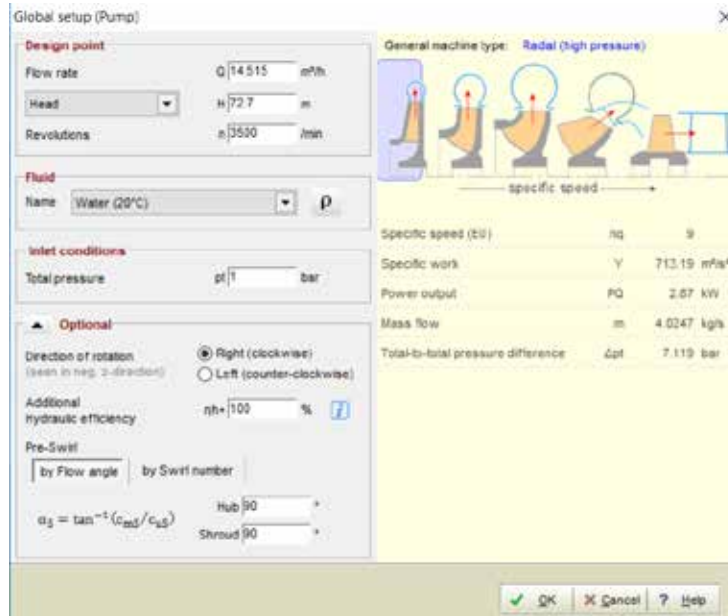 Global setup (Pump)
Design point
Flow rate Q 14.515 m³/h
Head H 72.7 m
Revolutions n 3500 /min
Fluid
Name Water (20°C) ρ
Inlet conditions
Total pressure pt 1 bar
Optional
Direction of rotation
(seen in neg. z-direction)
Right (clockwise)
Left (counter-clockwise)
Additional
hydraulic efficiency ηh+ 100 %
Pre-Swirl
by Flow angle by Swirl number
αS = tan⁻¹(cmS/cuS)
Hub 90 °
Shroud 90 °
General machine type: Radial (high pressure)
specific speed
Specific speed (EU) nq 9
Specific work Y 713.19 m²/s²
Power output PQ 2.87 kW
Mass flow m 4.0247 kg/s
Total-to-total pressure difference Δpt 7.119 bar
OK Cancel ? Help